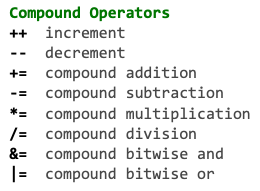 Compound Operators
++ increment
-- decrement
+= compound addition
-= compound subtraction
*= compound multiplication
/= compound division
&= compound bitwise and
|= compound bitwise or